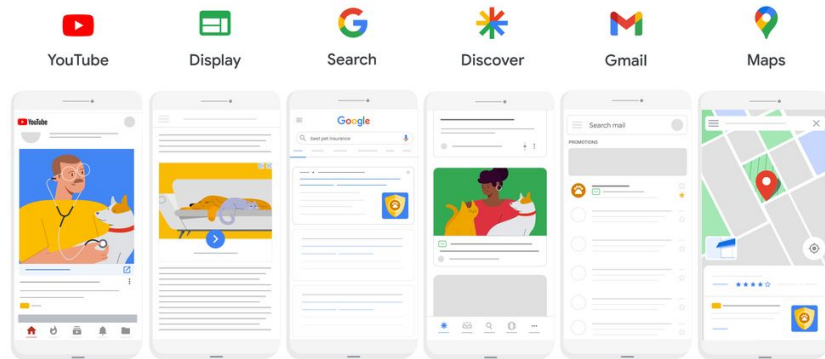 YouTube
Display
Search
Discover
Gmail
Maps
YouTube
Google
best pet insurance
Search mail
PROMOTIONS